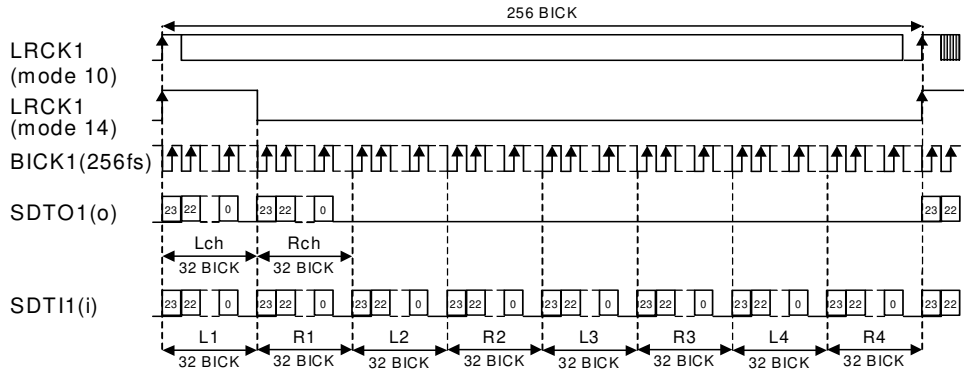 256 BICK
LRCK1
(mode 10)
LRCK1
(mode 14)
BICK1(256fs)
SDTO1(o)
23 22 0 23 22 0 23 22
Lch Rch
32 BICK 32 BICK
SDTI1(i)
23 22 0 23 22 0 23 22 0 23 22 0 23 22 0 23 22 0 23 22 0 23 22 0 23 22
L1 R1 L2 R2 L3 R3 L4 R4
32 BICK 32 BICK 32 BICK 32 BICK 32 BICK 32 BICK 32 BICK 32 BICK